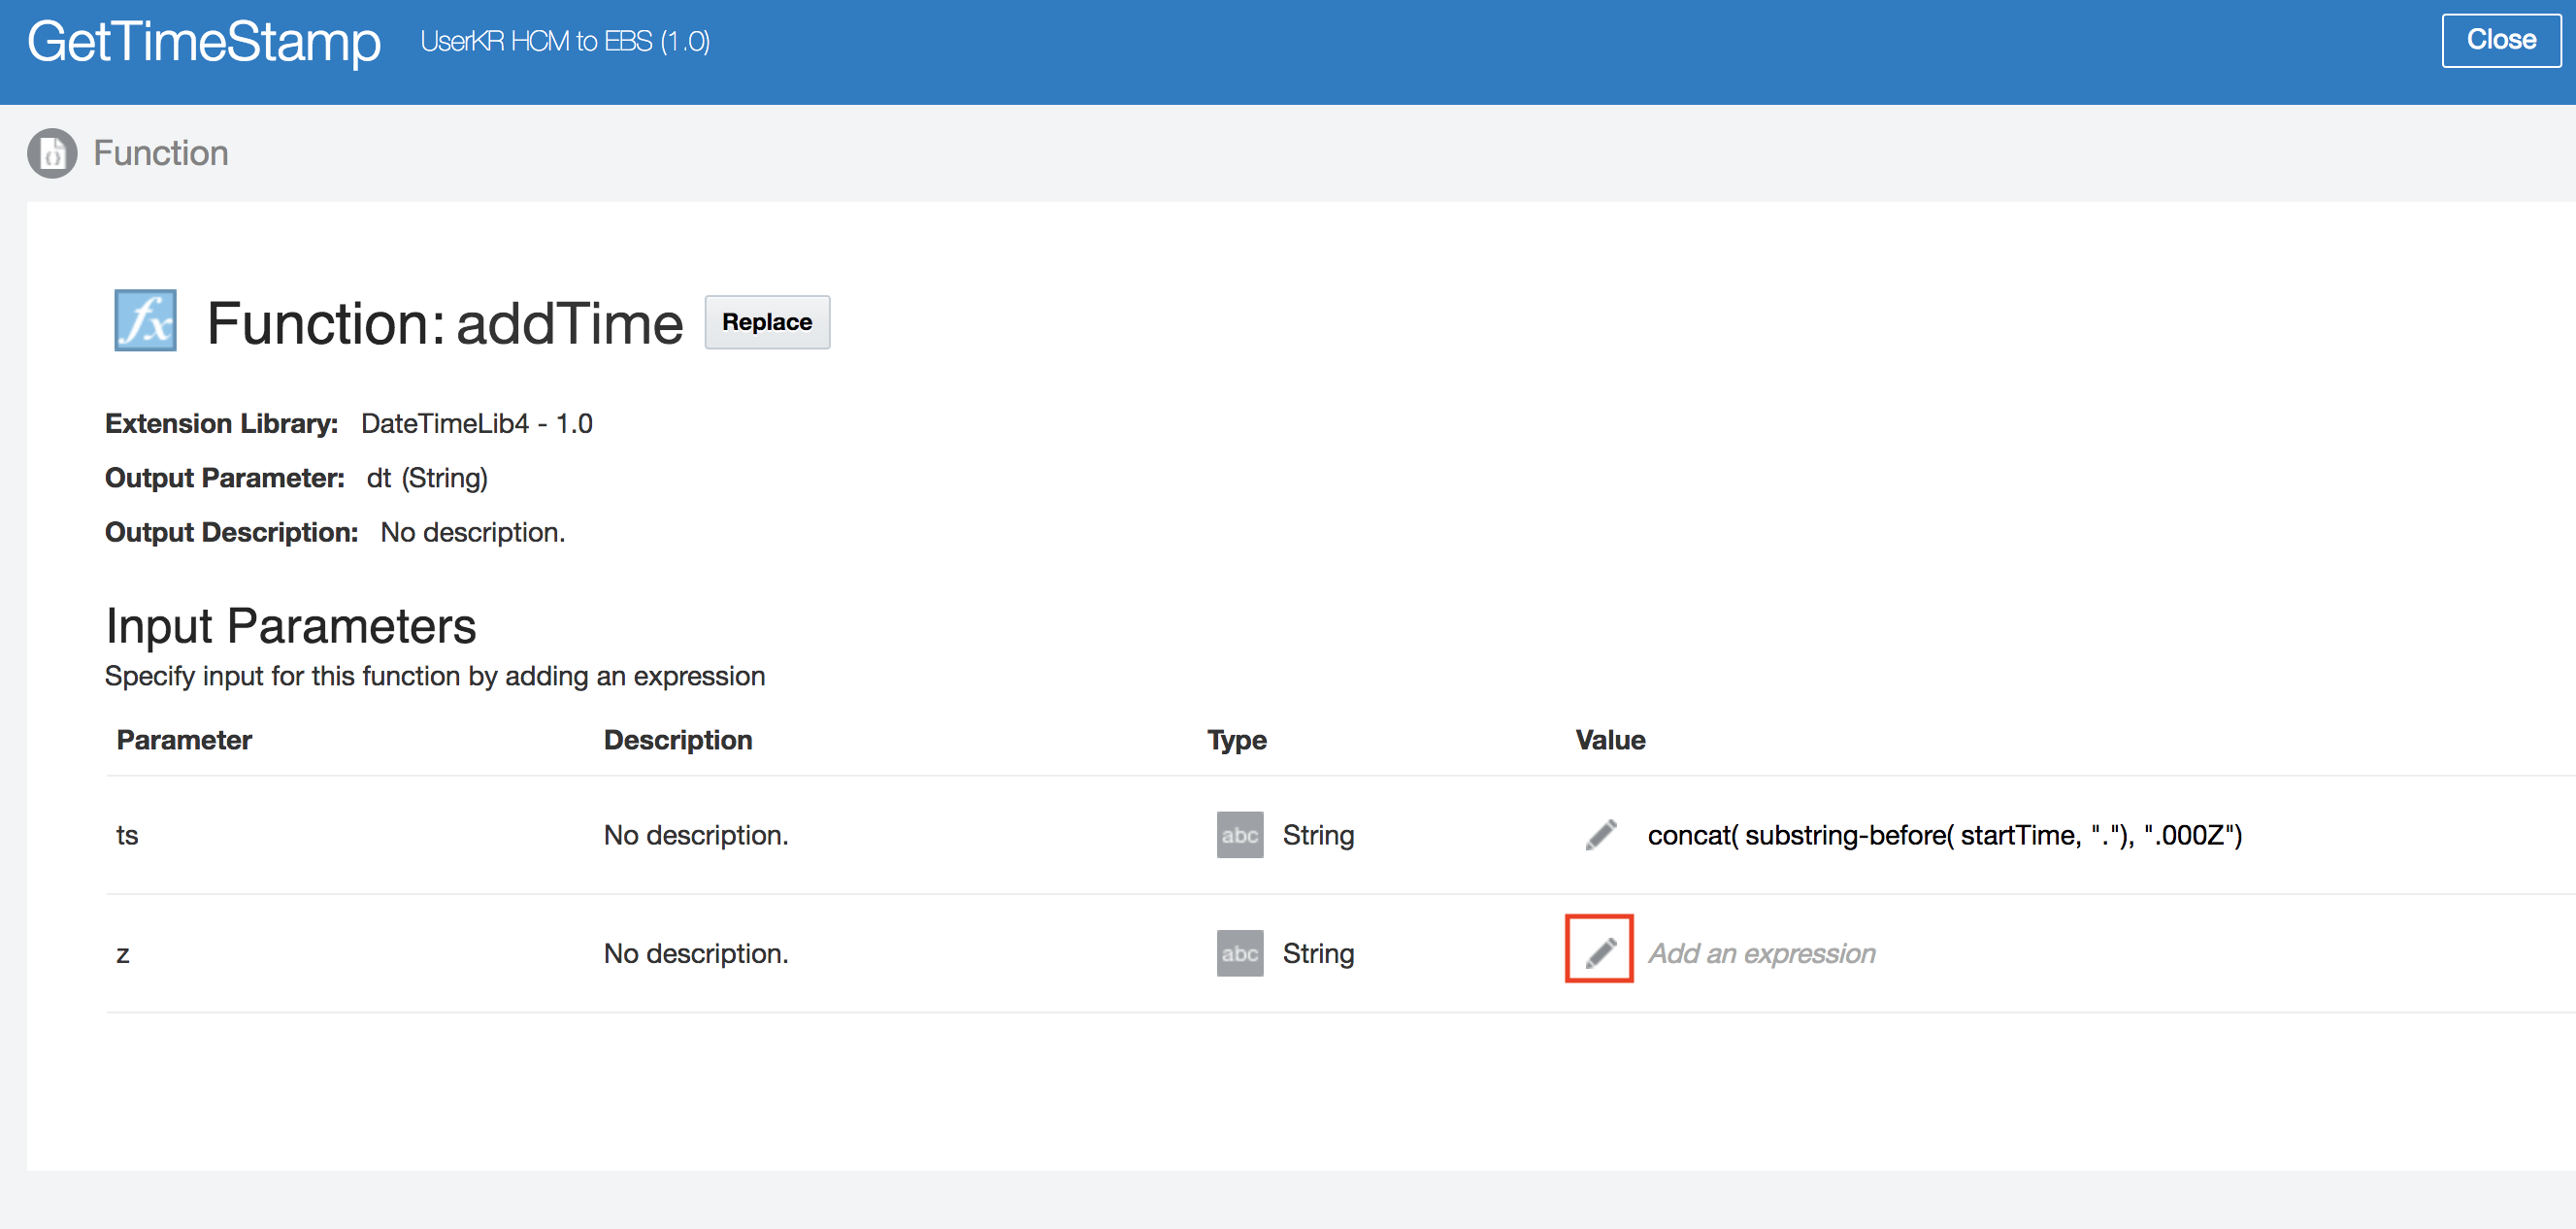 GetTimeStamp UserKR HCM to EBS (1.0) Close
Function
fx Function: addTime Replace
Extension Library: DateTimeLib4 - 1.0
Output Parameter: dt (String)
Output Description: No description.
Input Parameters
Specify input for this function by adding an expression
Parameter Description Type Value
ts No description. abc String concat( substring-before( startTime, "."), ".000Z")
z No description. abc String Add an expression